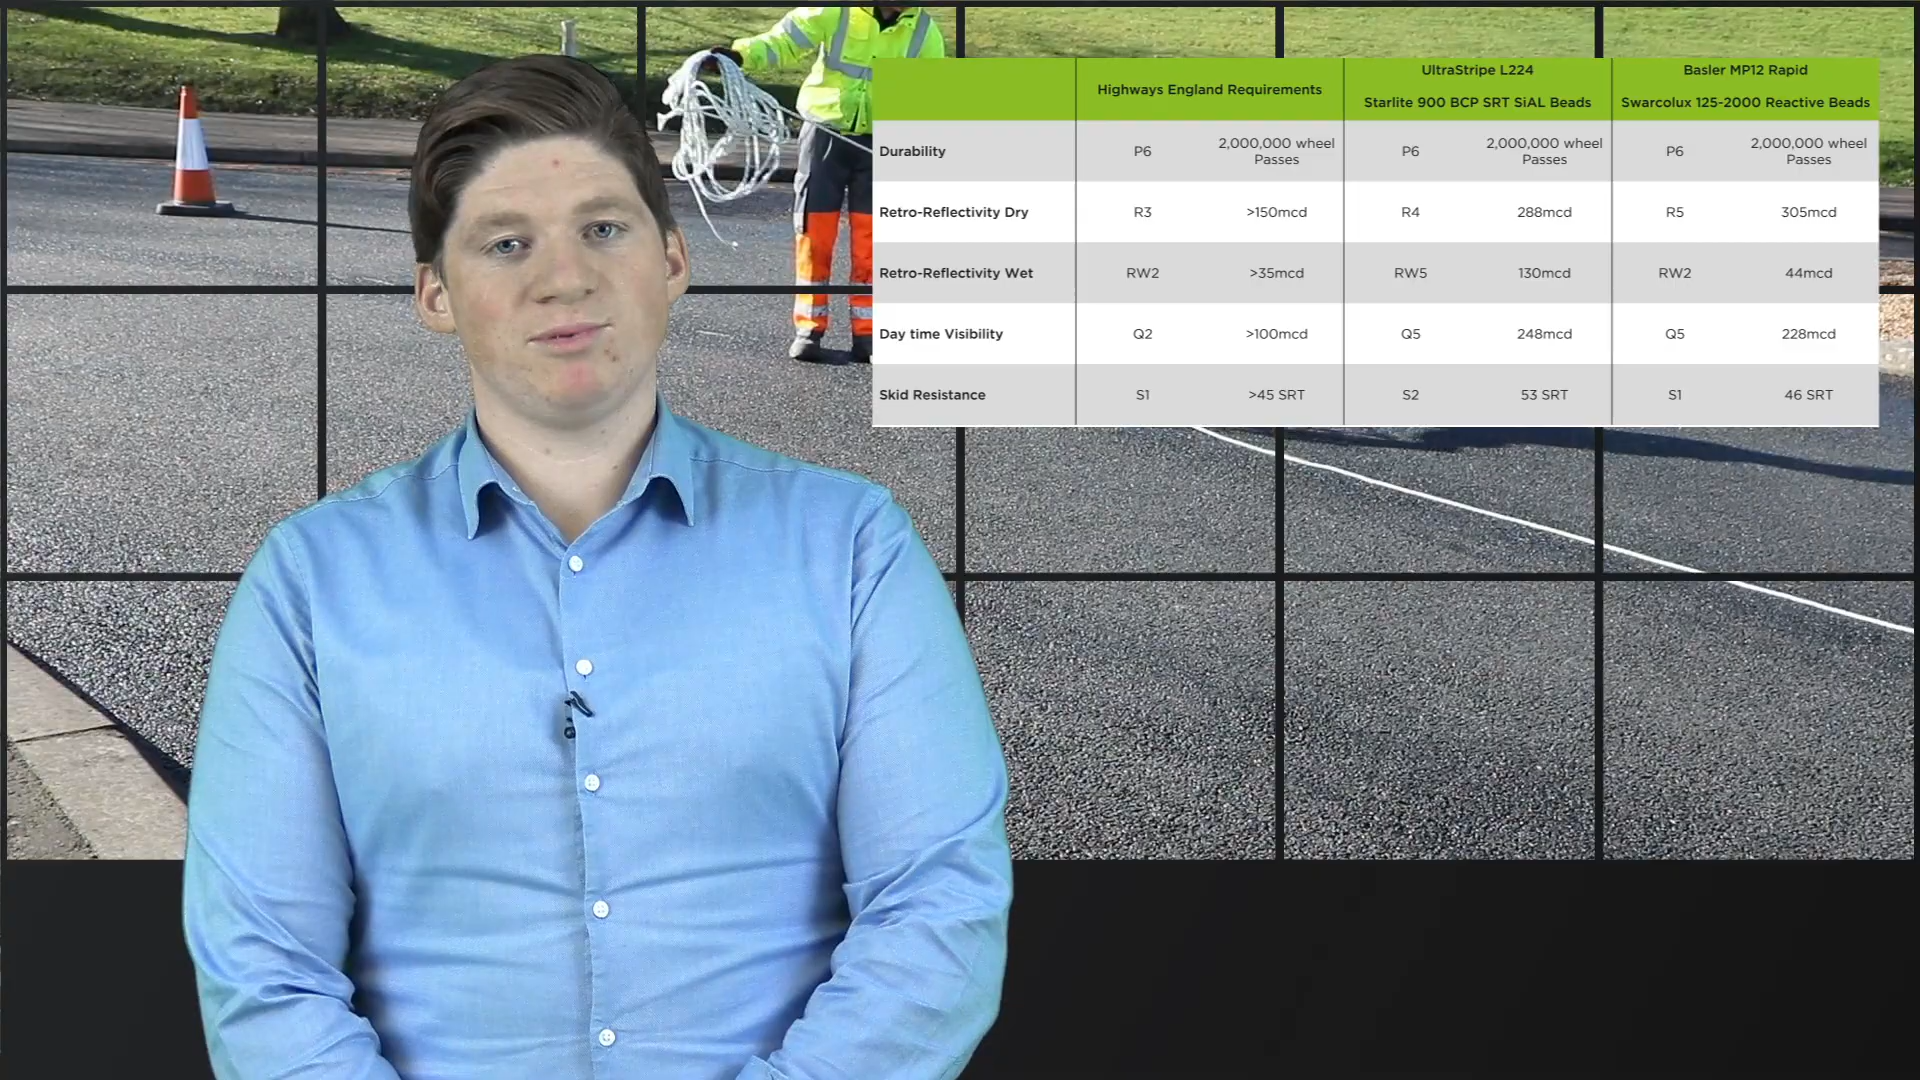 Highways England Requirements
UltraStripe L224
Starlite 900 BCP SRT SiAL Beads
Basler MP12 Rapid
Swarcolux 125-2000 Reactive Beads
Durability P6 2,000,000 wheel Passes P6 2,000,000 wheel Passes P6 2,000,000 wheel Passes
Retro-Reflectivity Dry R3 >150mcd R4 288mcd R5 305mcd
Retro-Reflectivity Wet RW2 >35mcd RW5 130mcd RW2 44mcd
Day time Visibility Q2 >100mcd Q5 248mcd Q5 228mcd
Skid Resistance S1 >45 SRT S2 53 SRT S1 46 SRT